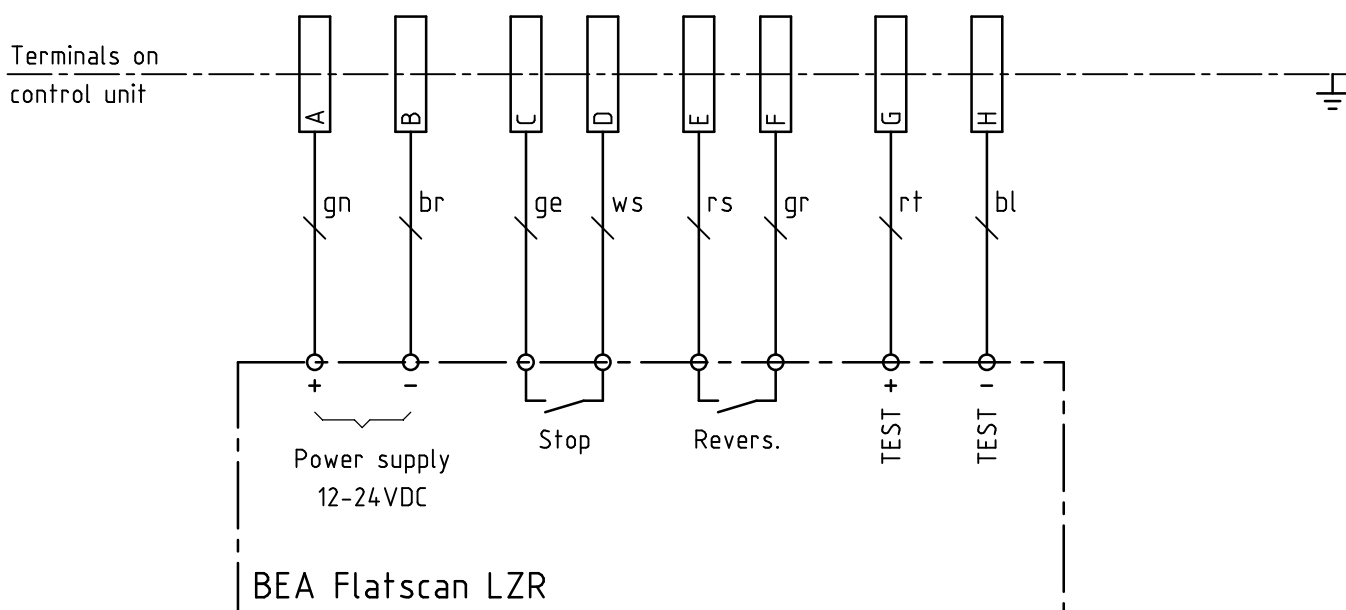 Terminals on
control unit
A B C D E F G H
gn br ge ws rs gr rt bl
+ - + -
Stop Revers. TEST TEST
Power supply
12-24VDC
BEA Flatscan LZR